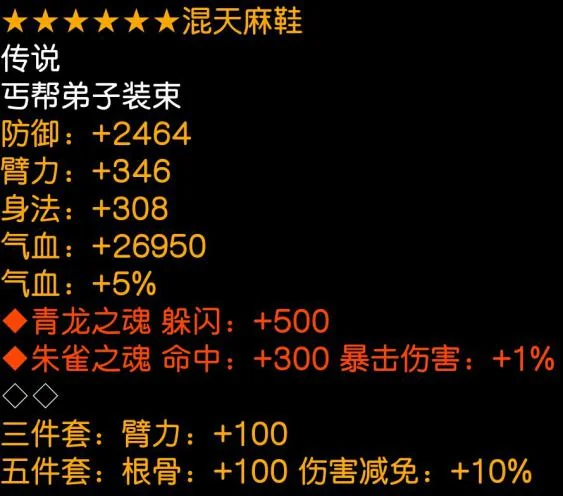 ★★★★★★混天麻鞋
传说
丐帮弟子装束
防御：+2464
臂力：+346
身法：+308
气血：+26950
气血：+5%
◆青龙之魂 躲闪：+500
◆朱雀之魂 命中：+300 暴击伤害：+1%
◇◇
三件套：臂力：+100
五件套：根骨：+100 伤害减免：+10%